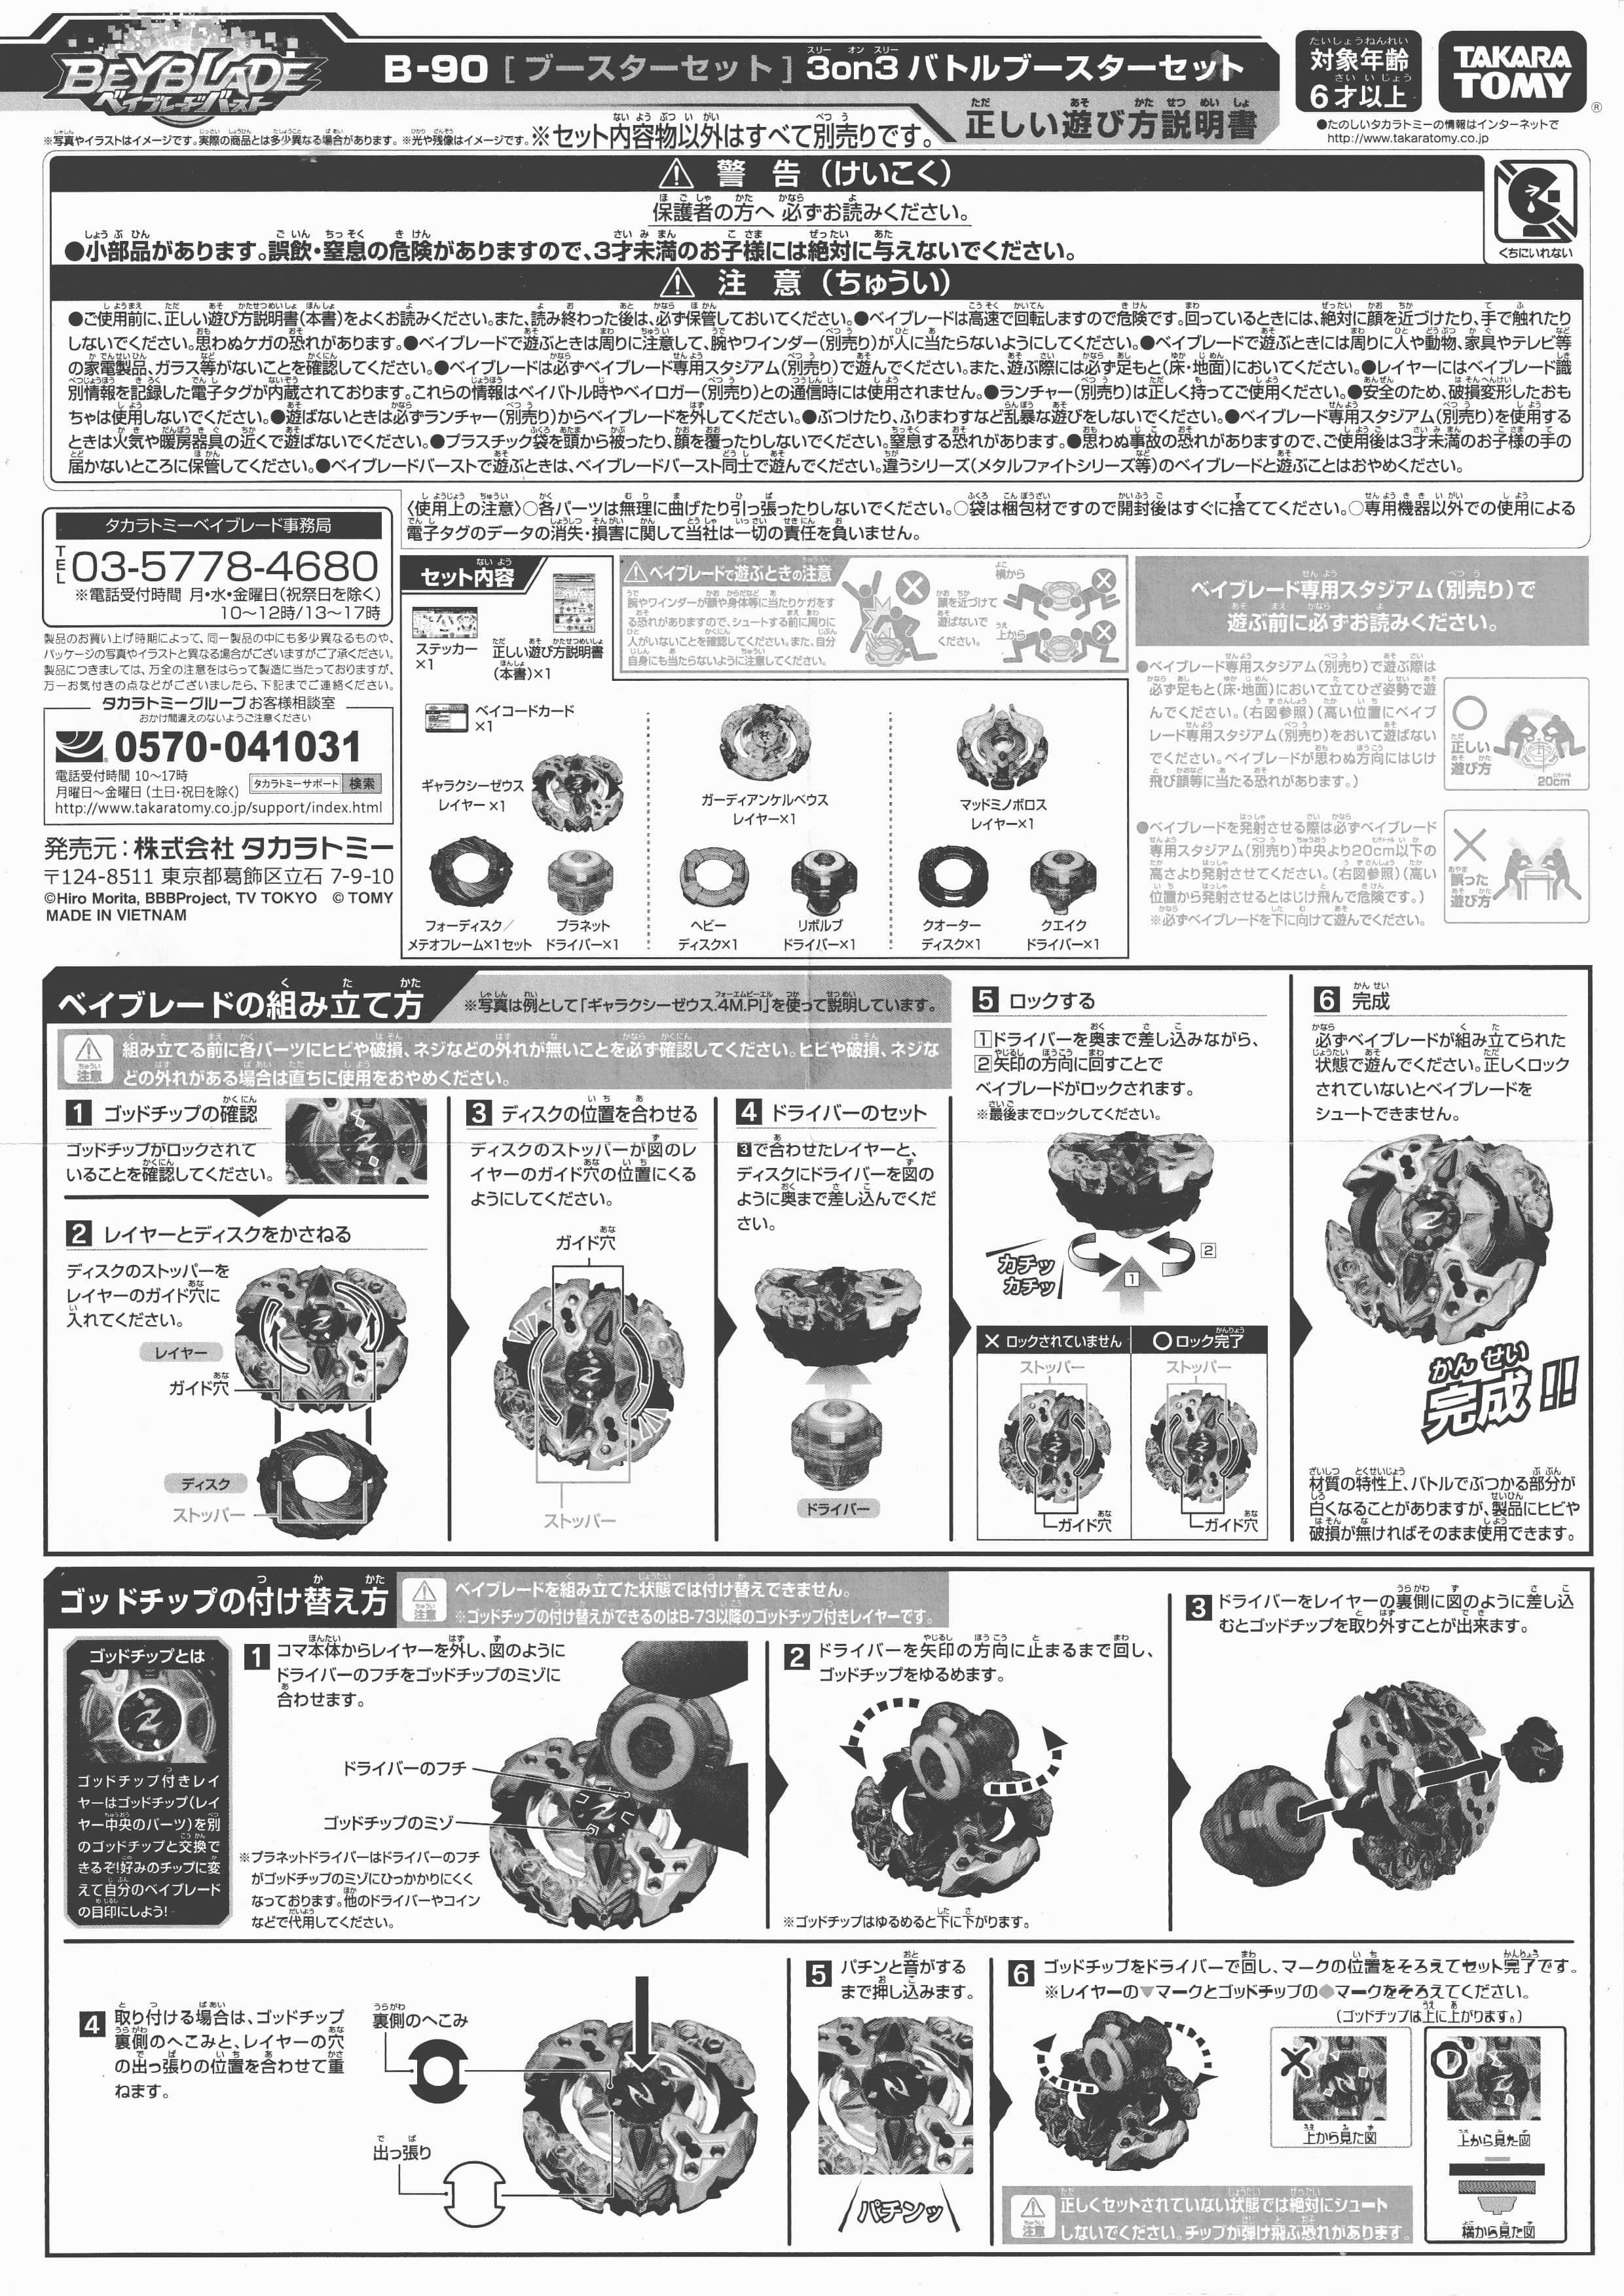 BEYBLADE
ベイブレードバースト
B-90 [ブースターセット] 3on3 バトルブースターセット
正しい遊び方説明書
対象年齢
6才以上
TAKARA
TOMY
●たのしいタカラトミーの情報はインターネットで
http://www.takaratomy.co.jp
※写真やイラストはイメージです。実際の商品とは多少異なる場合があります。※光や残像はイメージです。※セット内容物以外はすべて別売りです。
⚠ 警 告 (けいこく)
保護者の方へ 必ずお読みください。
●小部品があります。誤飲・窒息の危険がありますので、3才未満のお子様には絶対に与えないでください。
くちにいれない
⚠ 注 意 (ちゅうい)
●ご使用前に、正しい遊び方説明書(本書)をよくお読みください。また、読み終わった後は、必ず保管しておいてください。●ベイブレードは高速で回転しますので危険です。回っているときには、絶対に顔を近づけたり、手で触れたり
しないでください。思わぬケガの恐れがあります。●ベイブレードで遊ぶときは周りに注意して、腕やワインダー(別売り)が人に当たらないようにしてください。●ベイブレードで遊ぶときには周りに人や動物、家具やテレビ等
の家電製品、ガラス等がないことを確認してください。●ベイブレードは必ずベイブレード専用スタジアム(別売り)で遊んでください。また、遊ぶ際には必ず足もと(床・地面)においてください。●レイヤーにはベイブレード識
別情報を記録した電子タグが内蔵されております。これらの情報はベイバトル時やベイロガー(別売り)との通信時には使用されません。●ランチャー(別売り)は正しく持ってご使用ください。●安全のため、破損変形したおも
ちゃは使用しないでください。●遊ばないときは必ずランチャー(別売り)からベイブレードを外してください。●ぶつけたり、ふりまわすなど乱暴な遊びをしないでください。●ベイブレード専用スタジアム(別売り)を使用する
ときは火気や暖房器具の近くで遊ばないでください。●プラスチック袋を頭から被ったり、顔を覆ったりしないでください。窒息する恐れがあります。●思わぬ事故の恐れがありますので、ご使用後は3才未満のお子様の手の
届かないところに保管してください。●ベイブレードバーストで遊ぶときは、ベイブレードバースト同士で遊んでください。違うシリーズ(メタルファイトシリーズ等)のベイブレードと遊ぶことはおやめください。
〈使用上の注意〉○各パーツは無理に曲げたり引っ張ったりしないでください。○袋は梱包材ですので開封後はすぐに捨ててください。○専用機器以外での使用による
電子タグのデータの消失・損害に関して当社は一切の責任を負いません。
タカラトミーベイブレード事務局
TEL 03-5778-4680
※電話受付時間 月・水・金曜日(祝祭日を除く)
10〜12時/13〜17時
製品のお買い上げ時期によって、同一製品の中にも多少異なるものや、
パッケージの写真やイラストと異なる場合がございますがご了承ください。
製品につきましては、万全の注意をはらって製造に当たっておりますが、
万一お気付きの点などがございましたら、下記までご連絡ください。
タカラトミーグループお客様相談室
おかけ間違えのないようご注意ください
0570-041031
電話受付時間 10〜17時
月曜日〜金曜日(土日・祝日を除く)
タカラトミーサポート 検索
http://www.takaratomy.co.jp/support/index.html
発売元:株式会社 タカラトミー
〒124-8511 東京都葛飾区立石 7-9-10
©Hiro Morita, BBBProject, TV TOKYO © TOMY
MADE IN VIETNAM
セット内容
ステッカー
×1
正しい遊び方説明書
(本書)×1
ベイコードカード
×1
ギャラクシーゼウス
レイヤー ×1
フォーディスク/
メテオフレーム×1セット
プラネット
ドライバー×1
ガーディアンケルベウス
レイヤー×1
ヘビー
ディスク×1
リボルブ
ドライバー×1
マッドミノボロス
レイヤー×1
クオーター
ディスク×1
クエイク
ドライバー×1
⚠ベイブレードで遊ぶときの注意
腕やワインダーが顔や身体等に当たりケガをす
る恐れがありますので、シュートする前に周りに
人がいないことを確認してください。また、自分
自身にも当たらないように注意してください。
顔を近づけて
遊ばないで
ください。
横から
上から
ベイブレード専用スタジアム(別売り)で
遊ぶ前に必ずお読みください。
●ベイブレード専用スタジアム(別売り)で遊ぶ際は
必ず足もと(床・地面)において立てひざ姿勢で遊
んでください。(右図参照)(高い位置にベイブ
レード専用スタジアム(別売り)をおいて遊ばない
でください。ベイブレードが思わぬ方向にはじけ
飛び顔等に当たる恐れがあります。)
正しい
遊び方
20cm
●ベイブレードを発射させる際は必ずベイブレード
専用スタジアム(別売り)中央より20cm以下の
高さより発射させてください。(右図参照)(高い
位置から発射させるとはじけ飛んで危険です。)
※必ずベイブレードを下に向けて遊んでください。
誤った
遊び方
ベイブレードの組み立て方
※写真は例として「ギャラクシーゼウス.4M.Pl」を使って説明しています。
注意
組み立てる前に各パーツにヒビや破損、ネジなどの外れが無いことを必ず確認してください。ヒビや破損、ネジな
どの外れがある場合は直ちに使用をおやめください。
1 ゴッドチップの確認
ゴッドチップがロックされて
いることを確認してください。
2 レイヤーとディスクをかさねる
ディスクのストッパーを
レイヤーのガイド穴に
入れてください。
レイヤー
ガイド穴
ディスク
ストッパー
3 ディスクの位置を合わせる
ディスクのストッパーが図のレ
イヤーのガイド穴の位置にくる
ようにしてください。
ガイド穴
ストッパー
4 ドライバーのセット
3で合わせたレイヤーと、
ディスクにドライバーを図の
ように奥まで差し込んでくだ
さい。
ドライバー
5 ロックする
1ドライバーを奥まで差し込みながら、
2矢印の方向に回すことで
ベイブレードがロックされます。
※最後までロックしてください。
カチッ
カチッ
1
2
×ロックされていません
○ロック完了
ストッパー
ストッパー
ガイド穴
ガイド穴
6 完成
必ずベイブレードが組み立てられた
状態で遊んでください。正しくロック
されていないとベイブレードを
シュートできません。
かんせい
完成!!
材質の特性上、バトルでぶつかる部分が
白くなることがありますが、製品にヒビや
破損が無ければそのまま使用できます。
ゴッドチップの付け替え方
注意
ベイブレードを組み立てた状態では付け替えできません。
※ゴッドチップの付け替えができるのはB-73以降のゴッドチップ付きレイヤーです。
ゴッドチップとは
ゴッドチップ付きレイ
ヤーはゴッドチップ(レイ
ヤー中央のパーツ)を別
のゴッドチップと交換で
きるぞ!好みのチップに変
えて自分のベイブレード
の目印にしよう!
1 コマ本体からレイヤーを外し、図のように
ドライバーのフチをゴッドチップのミゾに
合わせます。
ドライバーのフチ
ゴッドチップのミゾ
※プラネットドライバーはドライバーのフチ
がゴッドチップのミゾにひっかかりにくく
なっております。他のドライバーやコイン
などで代用してください。
2 ドライバーを矢印の方向に止まるまで回し、
ゴッドチップをゆるめます。
※ゴッドチップはゆるめると下に下がります。
3 ドライバーをレイヤーの裏側に図のように差し込
むとゴッドチップを取り外すことが出来ます。
4 取り付ける場合は、ゴッドチップ
裏側のへこみと、レイヤーの穴
の出っ張りの位置を合わせて重
ねます。
裏側のへこみ
出っ張り
5 パチンと音がする
まで押し込みます。
パチンッ
6 ゴッドチップをドライバーで回し、マークの位置をそろえてセット完了です。
※レイヤーの▼マークとゴッドチップの◆マークをそろえてください。
(ゴッドチップは上に上がります。)
上から見た図
上から見た図
横から見た図
注意
正しくセットされていない状態では絶対にシュート
しないでください。チップが弾け飛ぶ恐れがあります。